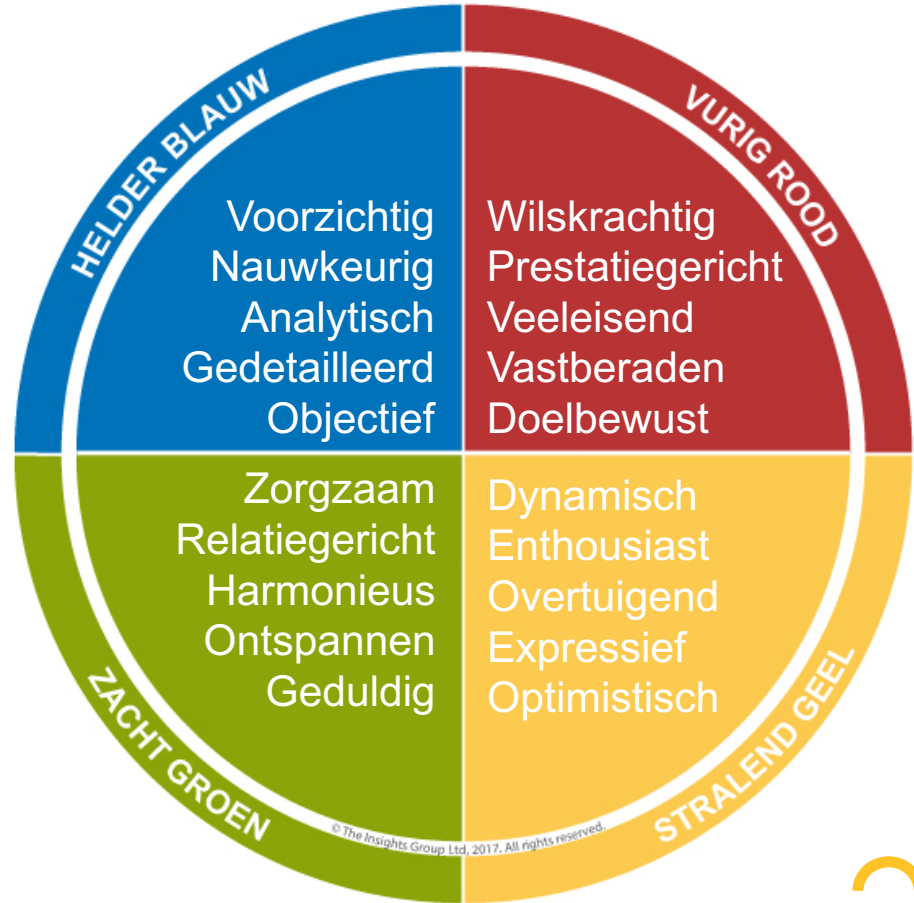 HELDER BLAUW
Voorzichtig
Nauwkeurig
Analytisch
Gedetailleerd
Objectief
VURIG ROOD
Wilskrachtig
Prestatiegericht
Veeleisend
Vastberaden
Doelbewust
ZACHT GROEN
Zorgzaam
Relatiegericht
Harmonieus
Ontspannen
Geduldig
STRALEND GEEL
Dynamisch
Enthousiast
Overtuigend
Expressief
Optimistisch
© The Insights Group Ltd, 2017. All rights reserved.